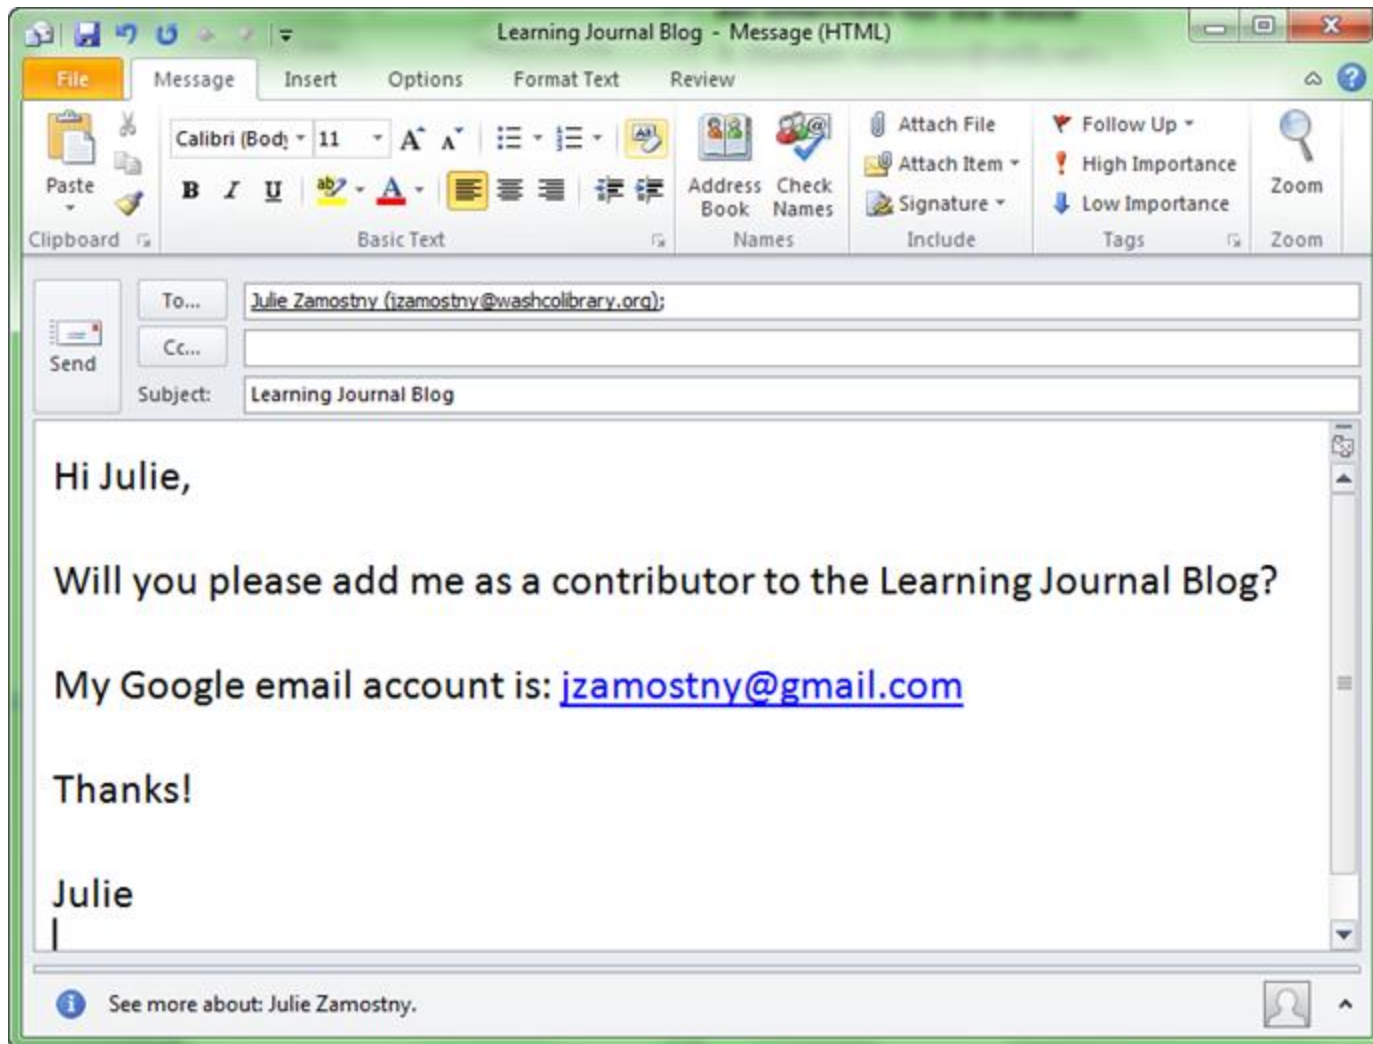 Learning Journal Blog - Message (HTML)
File Message Insert Options Format Text Review
Paste
Clipboard
Calibri (Body 11
B I U
Basic Text
Address Book
Check Names
Names
Attach File
Attach Item
Signature
Include
Follow Up
High Importance
Low Importance
Tags
Zoom
Zoom
Send
To... Julie Zamostny (jzamostny@washcolibrary.org);
Cc...
Subject: Learning Journal Blog
Hi Julie,
Will you please add me as a contributor to the Learning Journal Blog?
My Google email account is: jzamostny@gmail.com
Thanks!
Julie
See more about: Julie Zamostny.